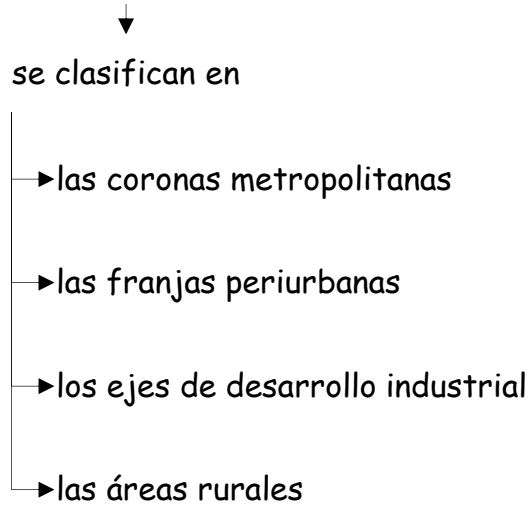 se clasifican en
las coronas metropolitanas
las franjas periurbanas
los ejes de desarrollo industrial
las áreas rurales